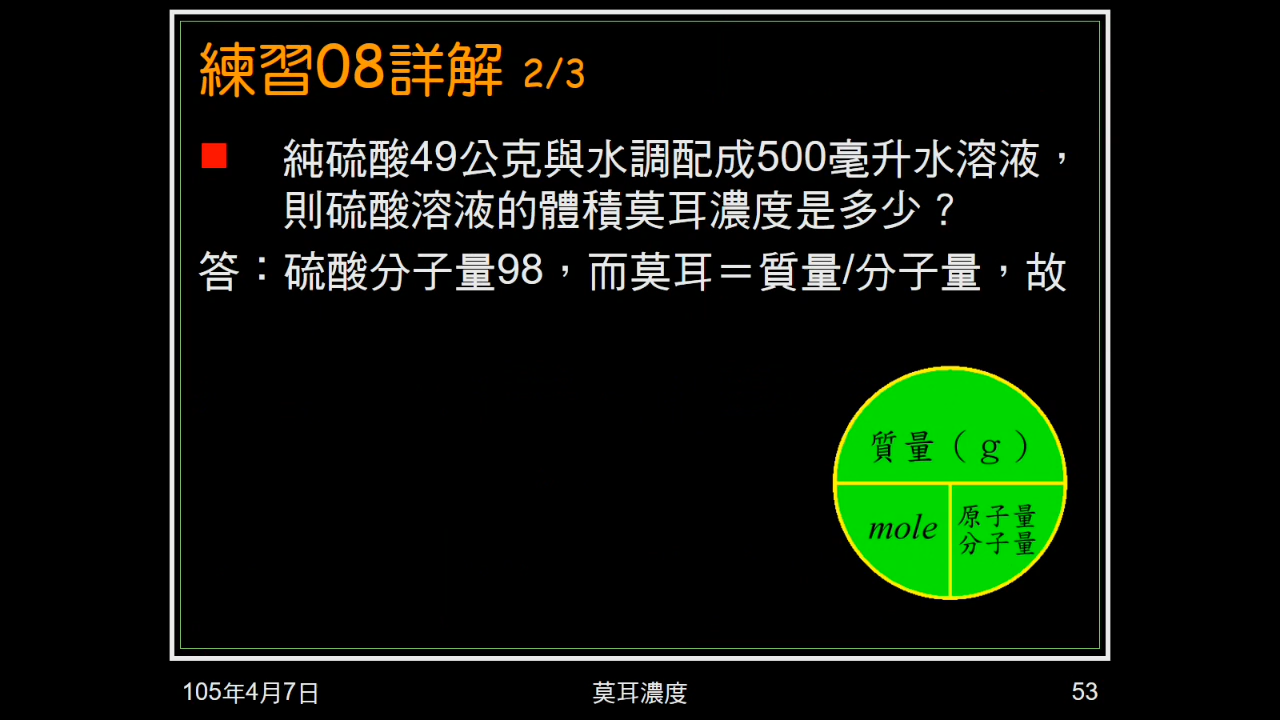 練習08詳解 2/3
純硫酸49公克與水調配成500毫升水溶液，
則硫酸溶液的體積莫耳濃度是多少？
答：硫酸分子量98，而莫耳＝質量/分子量，故
質量（g）
mole
原子量
分子量
105年4月7日
莫耳濃度
53